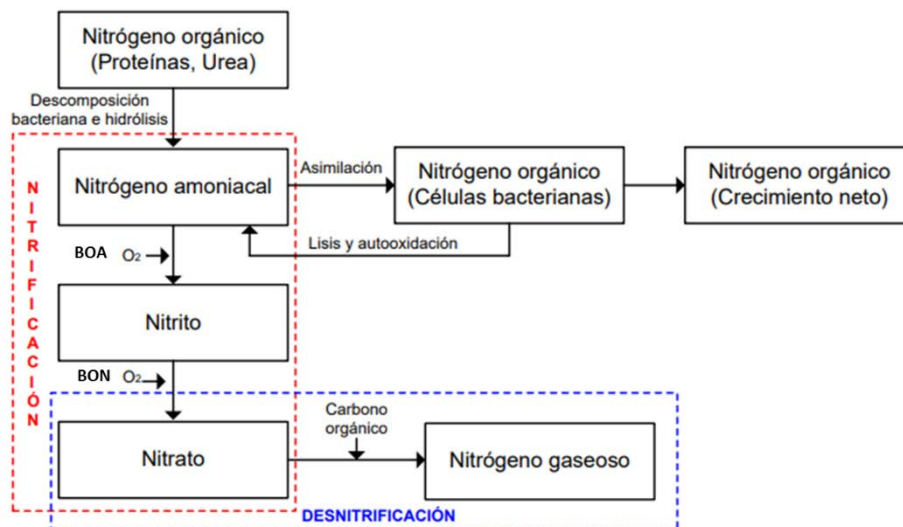 Nitrógeno orgánico
(Proteínas, Urea)
Descomposición
bacteriana e hidrólisis
NITRIFICACIÓN
Nitrógeno amoniacal
Asimilación
Nitrógeno orgánico
(Células bacterianas)
Nitrógeno orgánico
(Crecimiento neto)
Lisis y autooxidación
BOA O₂
Nitrito
BON O₂
Nitrato
Carbono
orgánico
Nitrógeno gaseoso
DESNITRIFICACIÓN